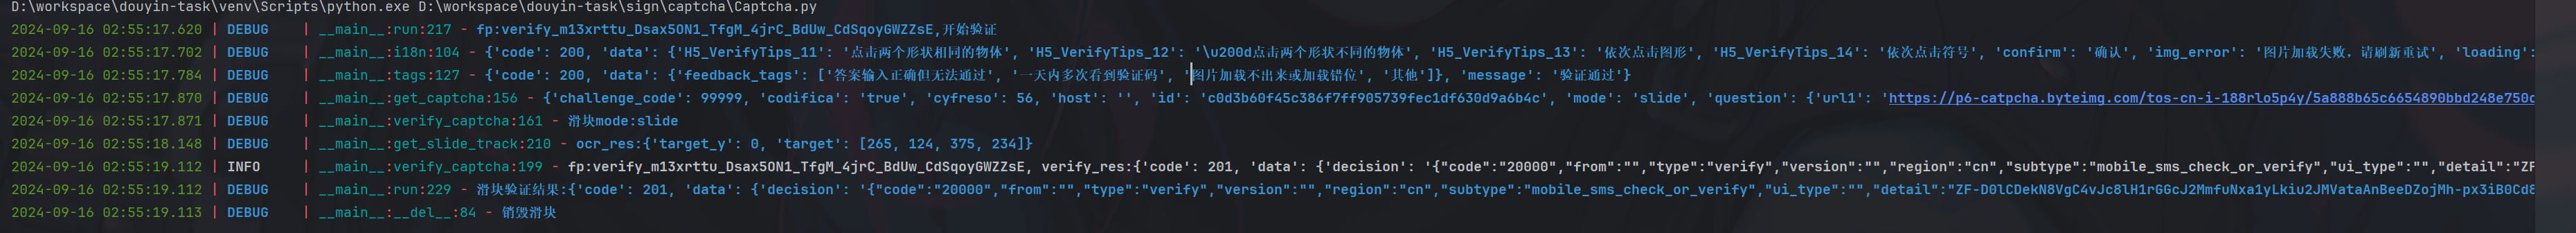 D:\workspace\douyin-task\venv\Scripts\python.exe D:\workspace\douyin-task\sign\captcha\Captcha.py
2024-09-16 02:55:17.620 | DEBUG    | __main__:run:217 - fp:verify_m13xrttu_Dsax5ON1_TfgM_4jrC_BdUw_CdSqoyGWZZsE,开始验证
2024-09-16 02:55:17.702 | DEBUG    | __main__:i18n:104 - {'code': 200, 'data': {'H5_VerifyTips_11': '点击两个形状相同的物体', 'H5_VerifyTips_12': '\u200d点击两个形状不同的物体', 'H5_VerifyTips_13': '依次点击图形', 'H5_VerifyTips_14': '依次点击符号', 'confirm': '确认', 'img_error': '图片加载失败，请刷新重试', 'loading':
2024-09-16 02:55:17.784 | DEBUG    | __main__:tags:127 - {'code': 200, 'data': {'feedback_tags': ['答案输入正确但无法通过', '一天内多次看到验证码', '图片加载不出来或加载错位', '其他']}, 'message': '验证通过'}
2024-09-16 02:55:17.870 | DEBUG    | __main__:get_captcha:156 - {'challenge_code': 99999, 'codifica': 'true', 'cyfreso': 56, 'host': '', 'id': 'c0d3b60f45c386f7ff905739fec1df630d9a6b4c', 'mode': 'slide', 'question': {'url1': 'https://p6-catpcha.byteimg.com/tos-cn-i-188rlo5p4y/5a888b65c6654890bbd248e750c
2024-09-16 02:55:17.871 | DEBUG    | __main__:verify_captcha:161 - 滑块mode:slide
2024-09-16 02:55:18.148 | DEBUG    | __main__:get_slide_track:210 - ocr_res:{'target_y': 0, 'target': [265, 124, 375, 234]}
2024-09-16 02:55:19.112 | INFO     | __main__:verify_captcha:199 - fp:verify_m13xrttu_Dsax5ON1_TfgM_4jrC_BdUw_CdSqoyGWZZsE, verify_res:{'code': 201, 'data': {'decision': '{"code":"20000","from":"","type":"verify","version":"","region":"cn","subtype":"mobile_sms_check_or_verify","ui_type":"","detail":"ZF
2024-09-16 02:55:19.112 | DEBUG    | __main__:run:229 - 滑块验证结果:{'code': 201, 'data': {'decision': '{"code":"20000","from":"","type":"verify","version":"","region":"cn","subtype":"mobile_sms_check_or_verify","ui_type":"","detail":"ZF-D0lCDekN8VgC4vJc8lH1rGGcJ2MmfuNxa1yLkiu2JMVataAnBeeDZojMh-px3iB0Cd8
2024-09-16 02:55:19.113 | DEBUG    | __main__:__del__:84 - 销毁滑块